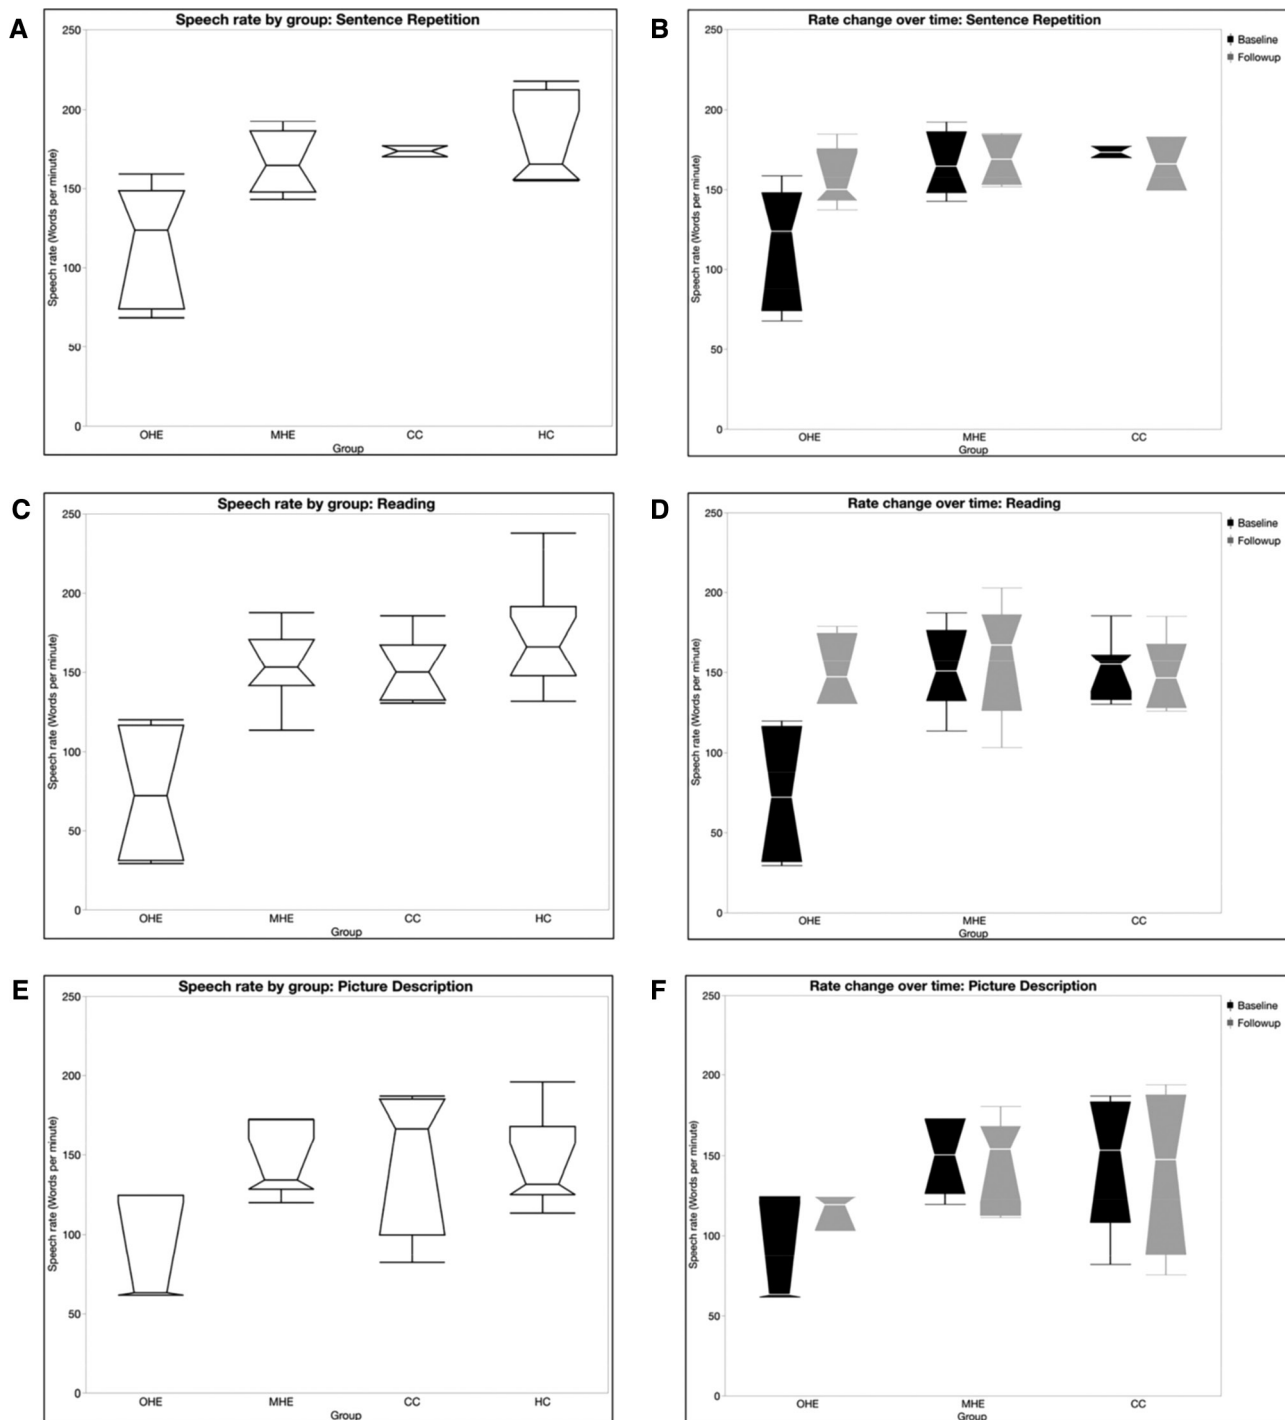 A
Speech rate by group: Sentence Repetition
Speech rate (Words per minute)
250
200
150
100
50
0
OHE MHE CC HC
Group
B
Rate change over time: Sentence Repetition
Baseline
Followup
Speech rate (Words per minute)
250
200
150
100
50
0
OHE MHE CC
Group
C
Speech rate by group: Reading
Speech rate (Words per minute)
250
200
150
100
50
0
OHE MHE CC HC
Group
D
Rate change over time: Reading
Baseline
Followup
Speech rate (Words per minute)
250
200
150
100
50
0
OHE MHE CC
Group
E
Speech rate by group: Picture Description
Speech rate (Words per minute)
250
200
150
100
50
0
OHE MHE CC HC
Group
F
Rate change over time: Picture Description
Baseline
Followup
Speech rate (Words per minute)
250
200
150
100
50
0
OHE MHE CC
Group